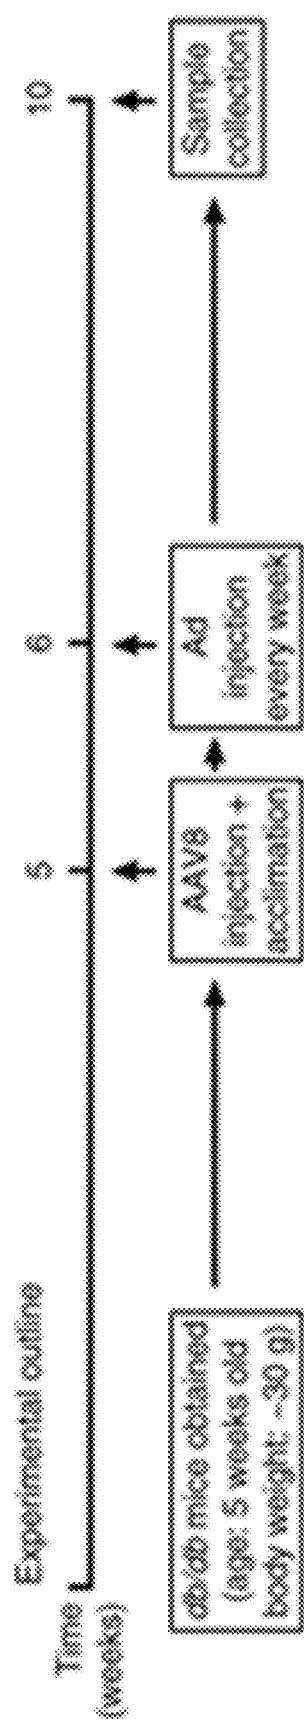 Experimental outline
Time
(weeks)
5
6
10
db/db mice obtained
(age: 5 weeks old
body weight: ~30 g)
AAV8
injection +
acclimation
Ad
injection
every week
Sample
collection